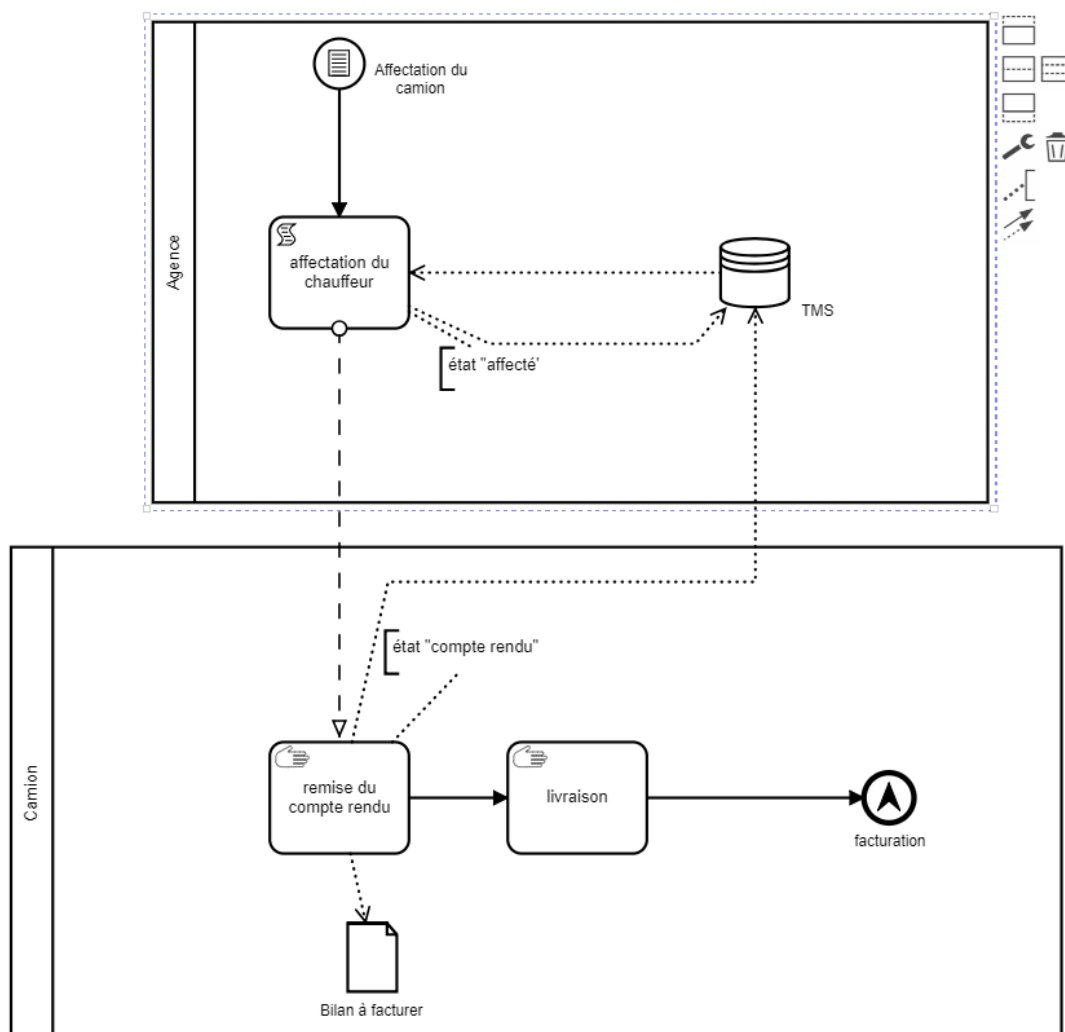 Affectation du
camion
Agence
affectation du
chauffeur
TMS
état "affecté'
Camion
état "compte rendu"
remise du
compte rendu
livraison
facturation
Bilan à facturer